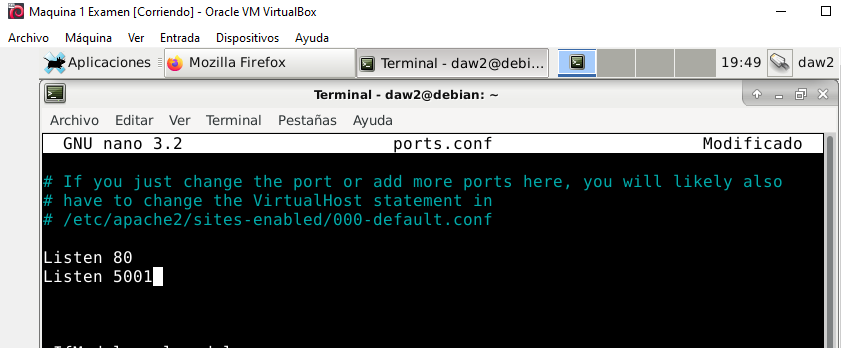 Maquina 1 Examen [Corriendo] - Oracle VM VirtualBox
Archivo Máquina Ver Entrada Dispositivos Ayuda
Aplicaciones Mozilla Firefox Terminal - daw2@debi... 19:49 daw2
Terminal - daw2@debian: ~
Archivo Editar Ver Terminal Pestañas Ayuda
GNU nano 3.2 ports.conf Modificado
# If you just change the port or add more ports here, you will likely also
# have to change the VirtualHost statement in
# /etc/apache2/sites-enabled/000-default.conf
Listen 80
Listen 5001